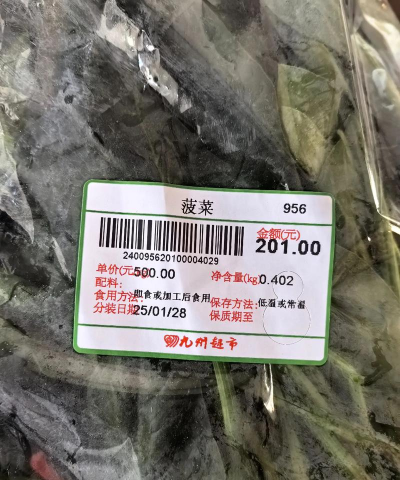 菠菜 956
金额(元)
201.00
240095620100004029
单价(元 500.00 净含量(kg) 0.402
配料:
食用方法: 即食或加工后食用 保存方法: 低温或常温
分装日期 25/01/28 保质期至
九州超市